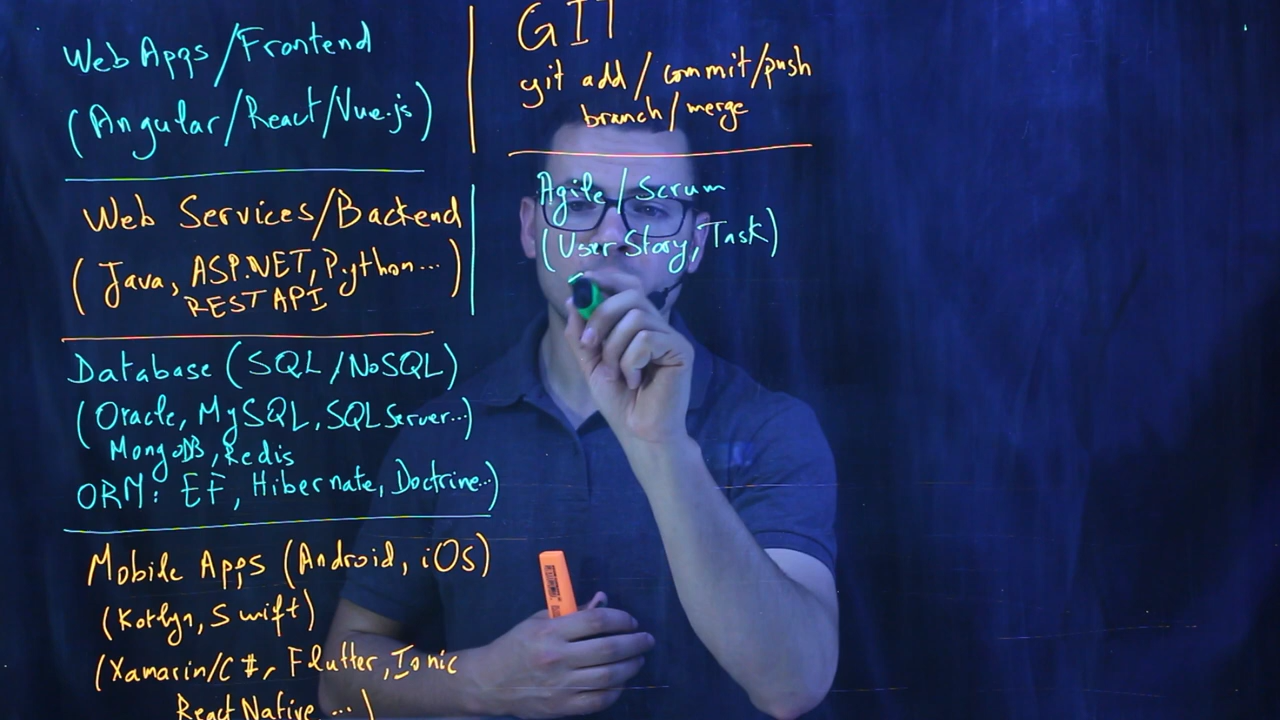 Web Apps/Frontend
(Angular/React/Vue.js)
Web Services/Backend
(Java, ASP.NET, Python...)
REST API
Database (SQL/NoSQL)
(Oracle, MySQL, SQL Server...)
MongoDB, Redis
ORM: EF, Hibernate, Doctrine..)
Mobile Apps (Android, iOs)
(Kotlyn, Swift)
(Xamarin/C#, Flutter, Ionic
React Native, ...)
GIT
git add/commit/push
branch/merge
Agile/Scrum
(User Story, Task)